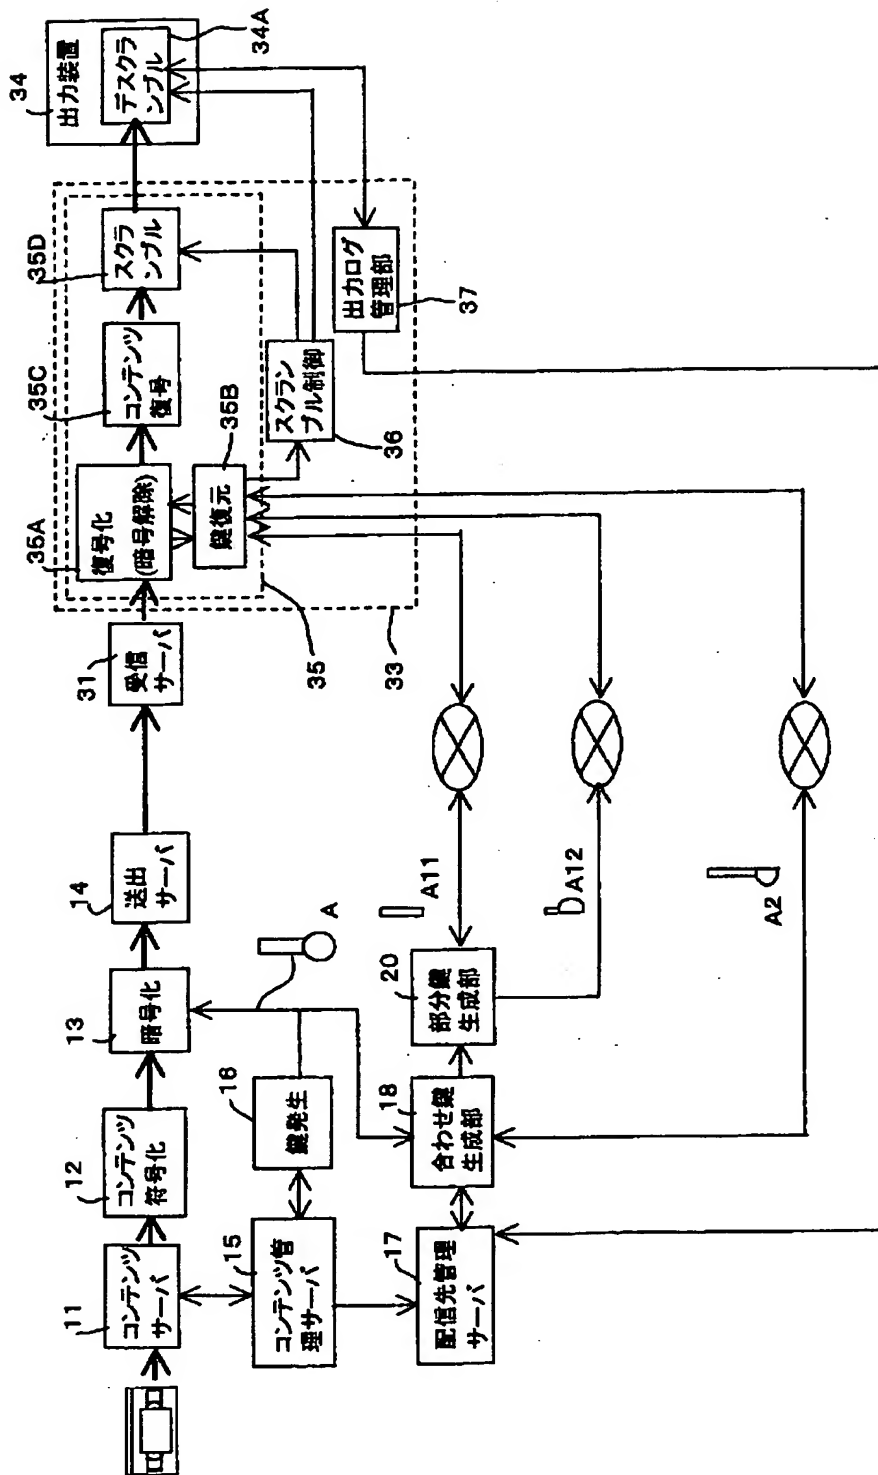 34
出力装置
デスクラ
ンブル
34A
35D
スクラ
ンブル
35C
コンテンツ
復号
35A
復号化
(暗号解除)
35B
鍵復元
スクラン
ブル制御
36
出力ログ
管理部
37
35
33
31
受信
サーバ
14
送出
サーバ
13
暗号化
12
コンテンツ
符号化
11
コンテンツ
サーバ
15
コンテンツ管
理サーバ
16
鍵発生
A
17
配信先管理
サーバ
18
合わせ鍵
生成部
20
部分鍵
生成部
A11
A12
A2